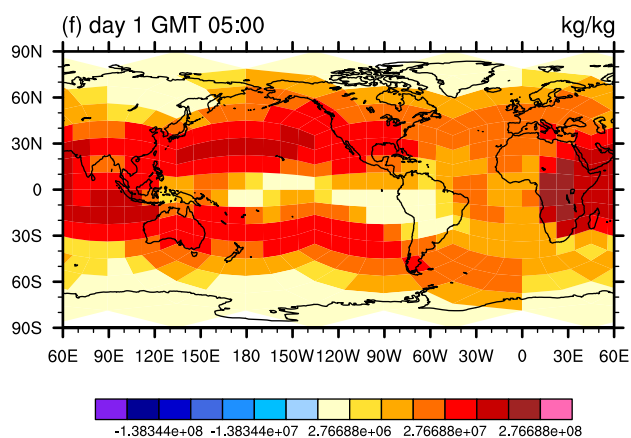 (f) day 1 GMT 05:00 kg/kg
90N
60N
30N
0
30S
60S
90S
60E 90E 120E 150E 180 150W 120W 90W 60W 30W 0 30E 60E
-1.38344e+08 -1.38344e+07 2.76688e+06 2.76688e+07 2.76688e+08